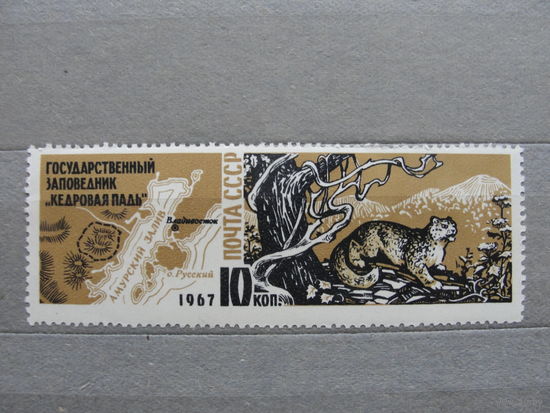 ГОСУДАРСТВЕННЫЙ
ЗАПОВЕДНИК
„КЕДРОВАЯ ПАДЬ"
Владивосток
АМУРСКИЙ ЗАЛИВ
о. Русский
1967
10 КОП.
ПОЧТА СССР